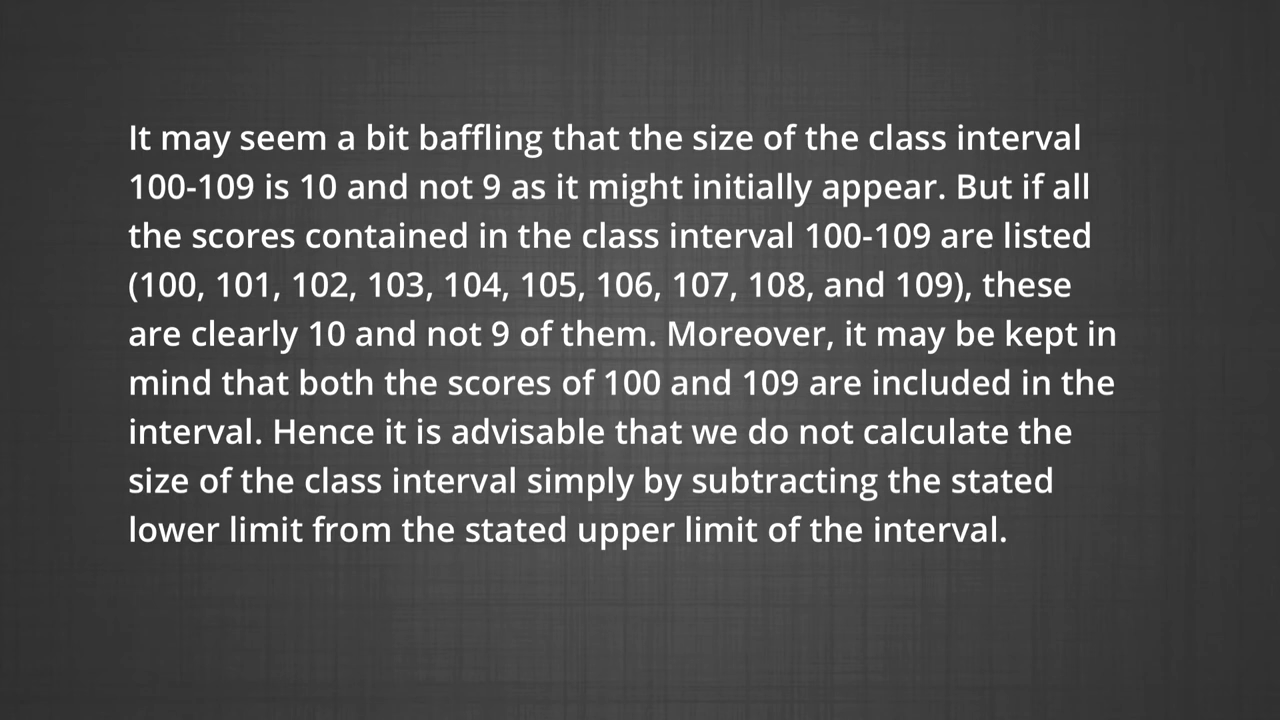 It may seem a bit baffling that the size of the class interval
100-109 is 10 and not 9 as it might initially appear. But if all
the scores contained in the class interval 100-109 are listed
(100, 101, 102, 103, 104, 105, 106, 107, 108, and 109), these
are clearly 10 and not 9 of them. Moreover, it may be kept in
mind that both the scores of 100 and 109 are included in the
interval. Hence it is advisable that we do not calculate the
size of the class interval simply by subtracting the stated
lower limit from the stated upper limit of the interval.